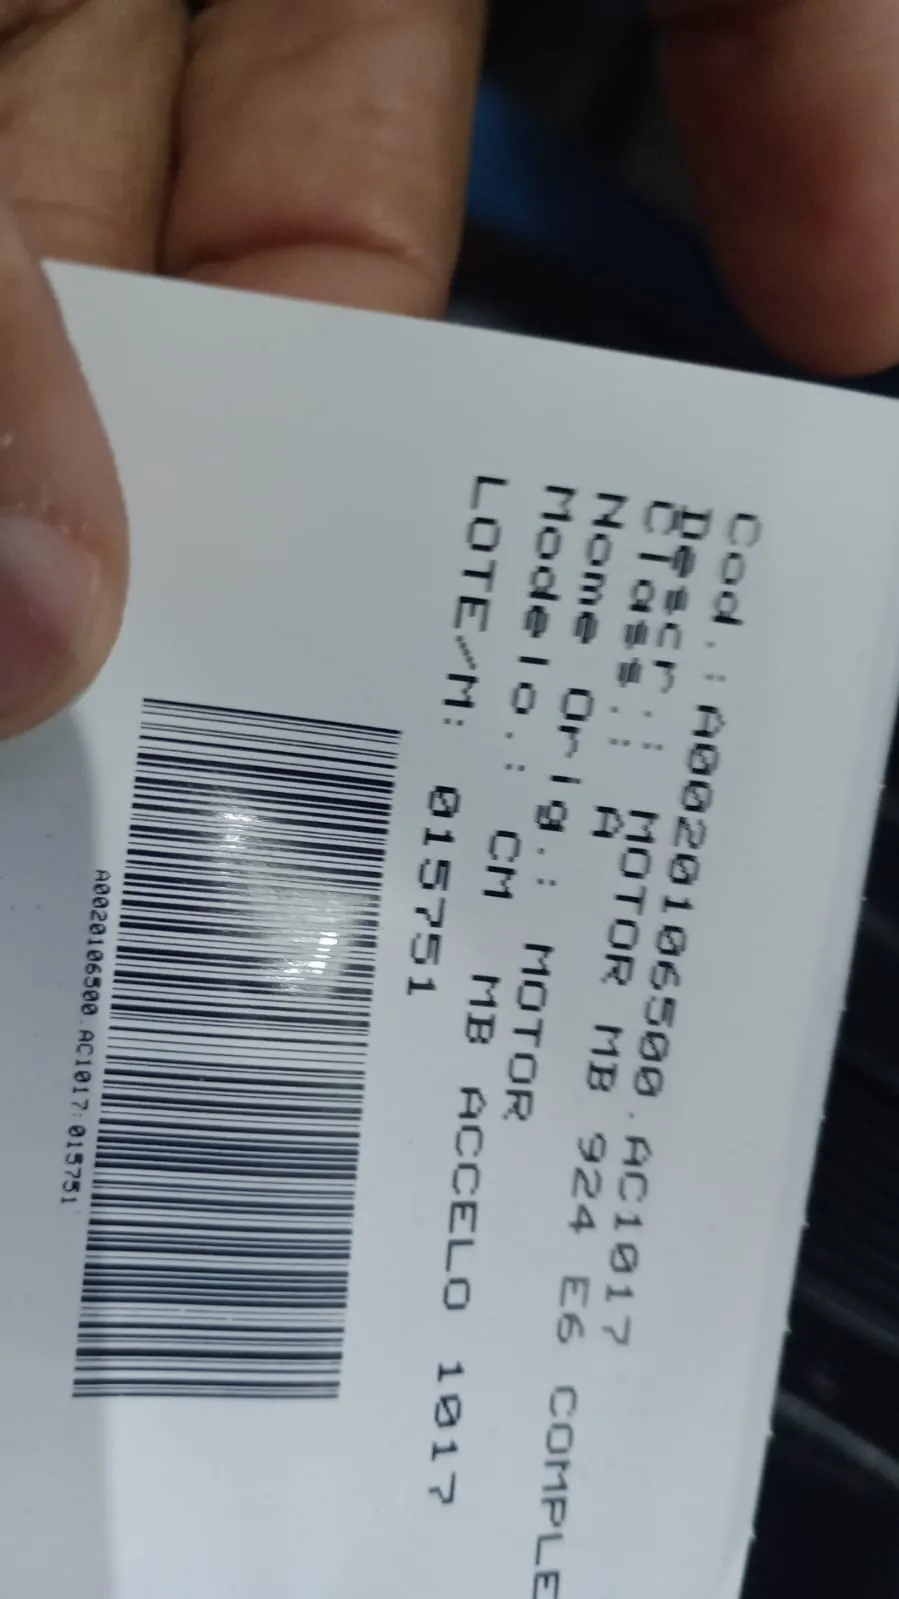 Cod.: A0020106500.AC1017
Descr.: MOTOR MB 924 E6 COMPLE
Class.: A
Nome Orig.: MOTOR
Modelo.: CM MB ACCELO 1017
LOTE/M: 015751
A0020106500.AC1017:015751